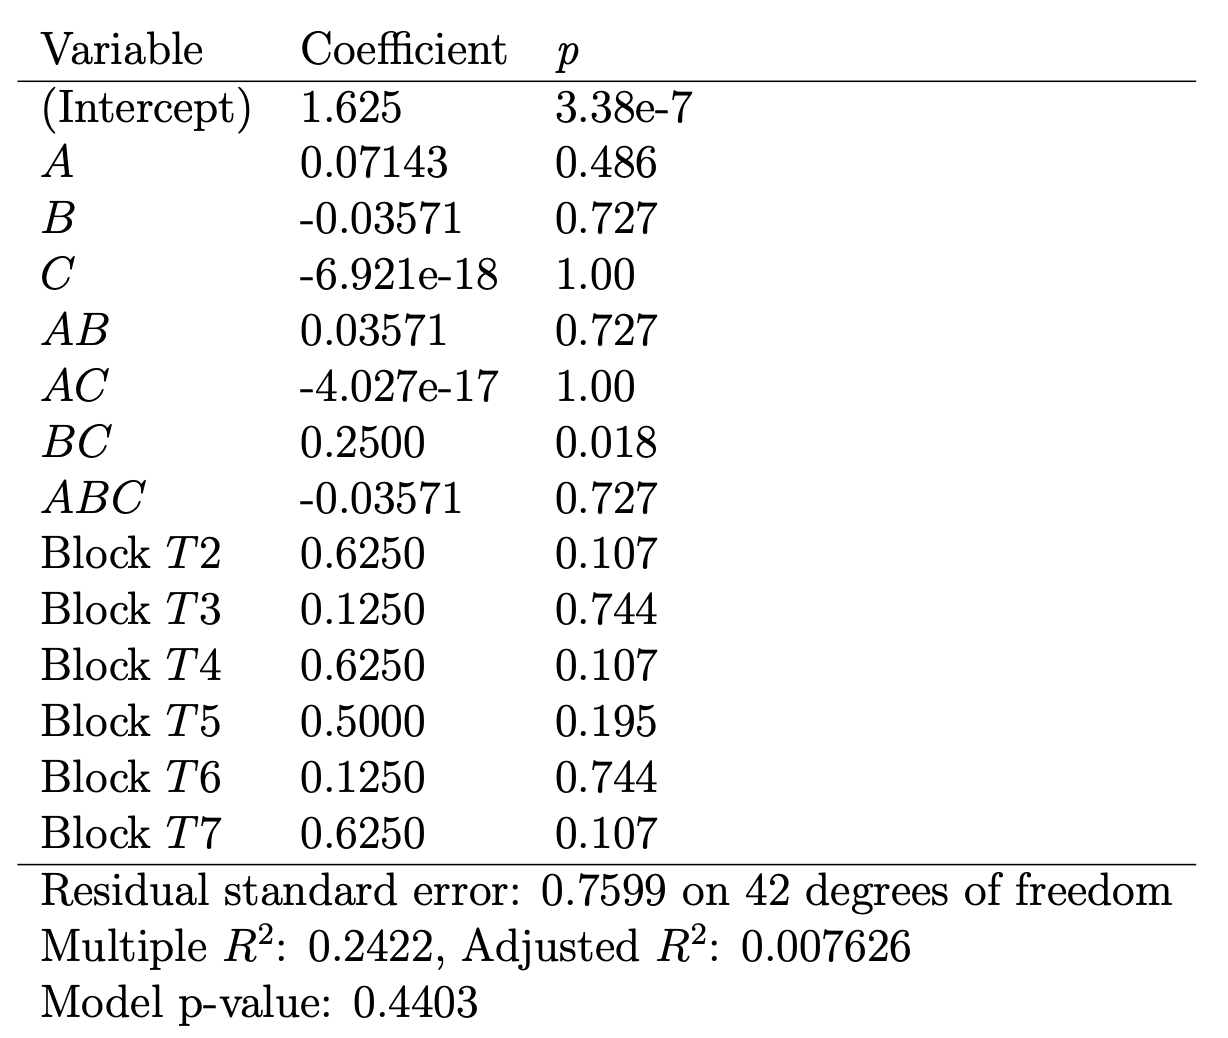 Variable Coefficient p
(Intercept) 1.625 3.38e-7
A 0.07143 0.486
B -0.03571 0.727
C -6.921e-18 1.00
AB 0.03571 0.727
AC -4.027e-17 1.00
BC 0.2500 0.018
ABC -0.03571 0.727
Block T2 0.6250 0.107
Block T3 0.1250 0.744
Block T4 0.6250 0.107
Block T5 0.5000 0.195
Block T6 0.1250 0.744
Block T7 0.6250 0.107
Residual standard error: 0.7599 on 42 degrees of freedom
Multiple R²: 0.2422, Adjusted R²: 0.007626
Model p-value: 0.4403